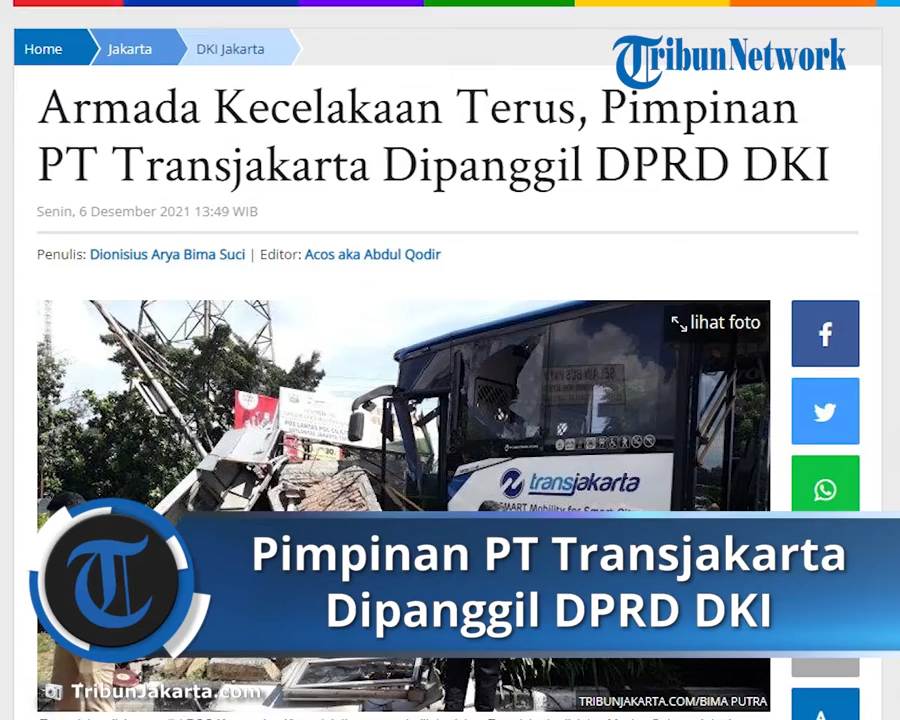 TribunNetwork
Home
Jakarta
DKI Jakarta
Armada Kecelakaan Terus, Pimpinan
PT Transjakarta Dipanggil DPRD DKI
Senin, 6 Desember 2021 13:49 WIB
Penulis: Dionisius Arya Bima Suci | Editor: Acos aka Abdul Qodir
lihat foto
transjakarta
Pimpinan PT Transjakarta
Dipanggil DPRD DKI
TribunJakarta.com
TRIBUNJAKARTA.COM/BIMA PUTRA